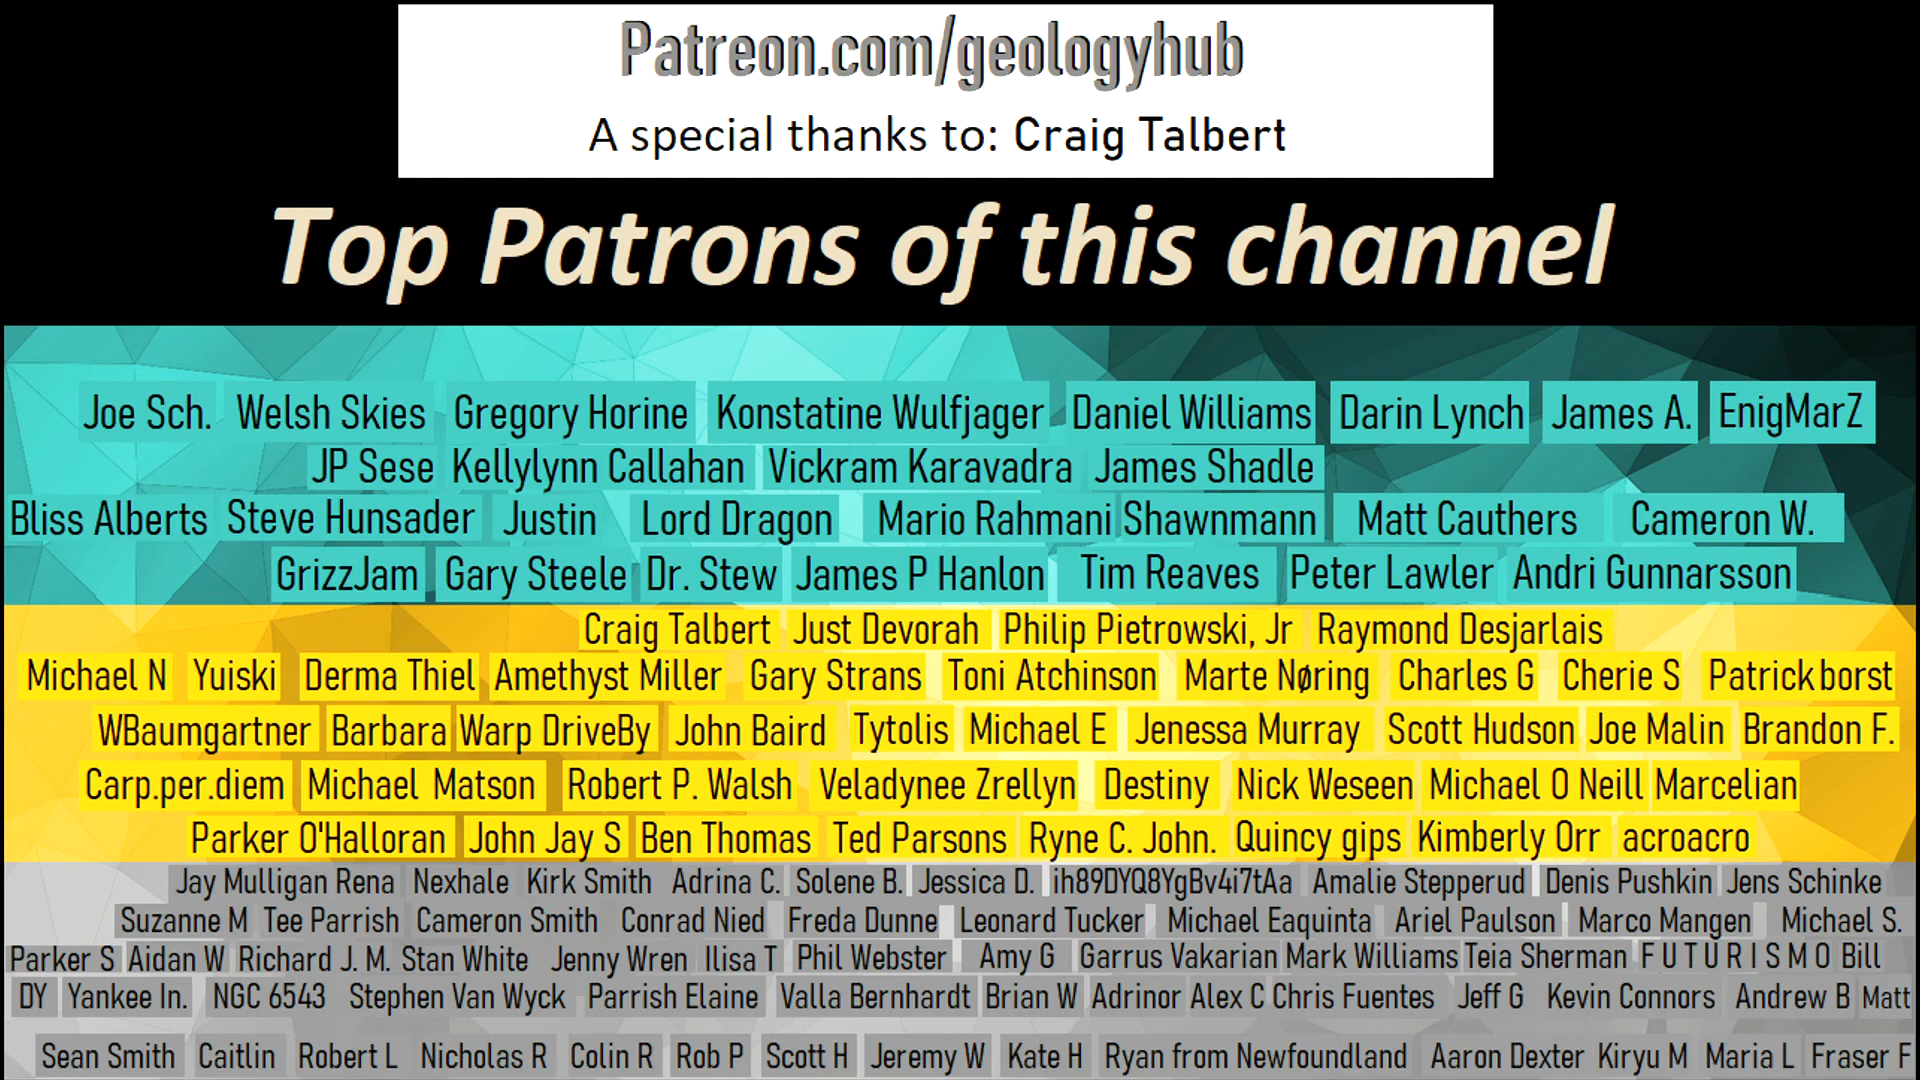 Patreon.com/geologyhub
A special thanks to: Craig Talbert
Top Patrons of this channel
Joe Sch. Welsh Skies Gregory Horine Konstatine Wulfjager Daniel Williams Darin Lynch James A. EnigMarZ
JP Sese Kellylynn Callahan Vickram Karavadra James Shadle
Bliss Alberts Steve Hunsader Justin Lord Dragon Mario Rahmani Shawnmann Matt Cauthers Cameron W.
GrizzJam Gary Steele Dr. Stew James P Hanlon Tim Reaves Peter Lawler Andri Gunnarsson
Craig Talbert Just Devorah Philip Pietrowski, Jr Raymond Desjarlais
Michael N Yuiski Derma Thiel Amethyst Miller Gary Strans Toni Atchinson Marte Nøring Charles G Cherie S Patrick borst
WBaumgartner Barbara Warp DriveBy John Baird Tytolis Michael E Jenessa Murray Scott Hudson Joe Malin Brandon F.
Carp.per.diem Michael Matson Robert P. Walsh Veladynee Zrellyn Destiny Nick Weseen Michael O Neill Marcelian
Parker O'Halloran John Jay S Ben Thomas Ted Parsons Ryne C. John. Quincy gips Kimberly Orr acroacro
Jay Mulligan Rena Nexhale Kirk Smith Adrina C. Solene B. Jessica D. ih89DYQ8YgBv4i7tAa Amalie Stepperud Denis Pushkin Jens Schinke
Suzanne M Tee Parrish Cameron Smith Conrad Nied Freda Dunne Leonard Tucker Michael Eaquinta Ariel Paulson Marco Mangen Michael S.
Parker S Aidan W Richard J. M. Stan White Jenny Wren Ilisa T Phil Webster Amy G Garrus Vakarian Mark Williams Teia Sherman F U T U R I S M O Bill
DY Yankee In. NGC 6543 Stephen Van Wyck Parrish Elaine Valla Bernhardt Brian W Adrinor Alex C Chris Fuentes Jeff G Kevin Connors Andrew B Matt
Sean Smith Caitlin Robert L Nicholas R Colin R Rob P Scott H Jeremy W Kate H Ryan from Newfoundland Aaron Dexter Kiryu M Maria L Fraser F